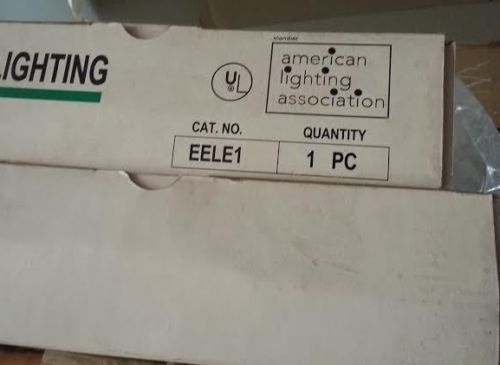 LIGHTING
UL
member
american
lighting
association
CAT. NO.
QUANTITY
EELE1
1 PC